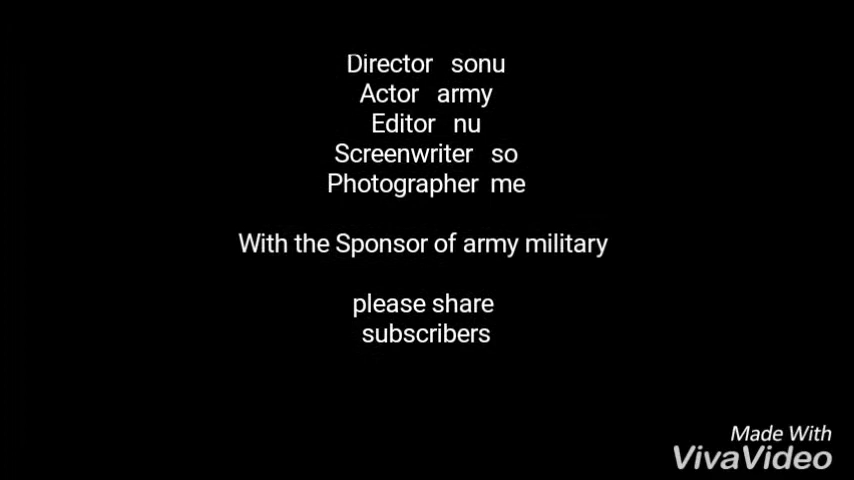 Director sonu
Actor army
Editor nu
Screenwriter so
Photographer me
With the Sponsor of army military
please share
subscribers
Made With
VivaVideo